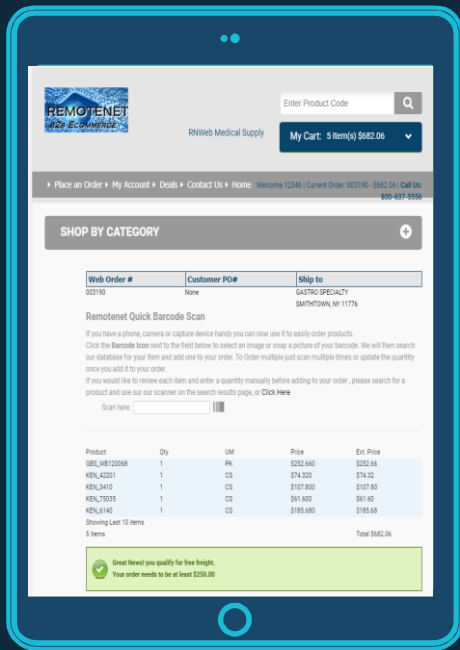 REMOTENET
B2B ECOMMERCE
Enter Product Code
RNWeb Medical Supply
My Cart: 5 Item(s) $682.06
Place an Order My Account Deals Contact Us Home Welcome 12346 | Current Order: 003190 - $682.06 | Call Us:
800-637-5556
SHOP BY CATEGORY
Web Order # Customer PO# Ship to
003190 None GASTRO SPECIALTY
SMITHTOWN, NY 11776
Remotenet Quick Barcode Scan
If you have a phone, camera or capture device handy you can now use it to easily order products.
Click the Barcode Icon next to the field below to select an image or snap a picture of your barcode. We will then search
our database for your item and add one to your order. To Order multiple just scan multiple times or update the quantity
once you add it to your order.
If you would like to review each item and enter a quantity manually before adding to your order , please search for a
product and use our our scanner on the search results page, or Click Here
Scan here:
Product Qty UM Price Ext. Price
GBS_WB120068 1 PK $252.660 $252.66
KEN_42201 1 CS $74.320 $74.32
KEN_3410 1 CS $107.800 $107.80
KEN_75035 1 CS $61.600 $61.60
KEN_6140 1 CS $185.680 $185.68
Showing Last 10 items
5 Items Total $682.06
Great News! you qualify for free freight.
Your order needs to be at least $250.00